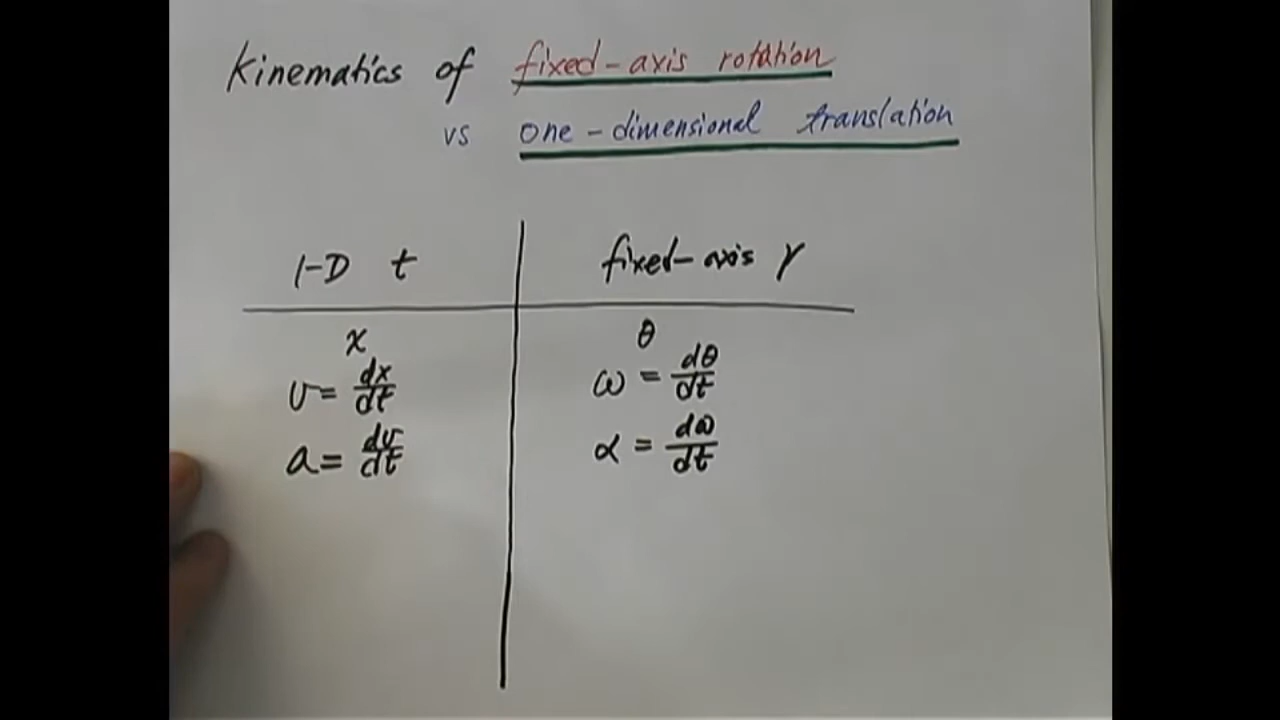 Kinematics of fixed-axis rotation
vs one-dimensional translation
1-D t
fixed-axis r
x
θ
v = dx/dt
ω = dθ/dt
a = dv/dt
α = dω/dt